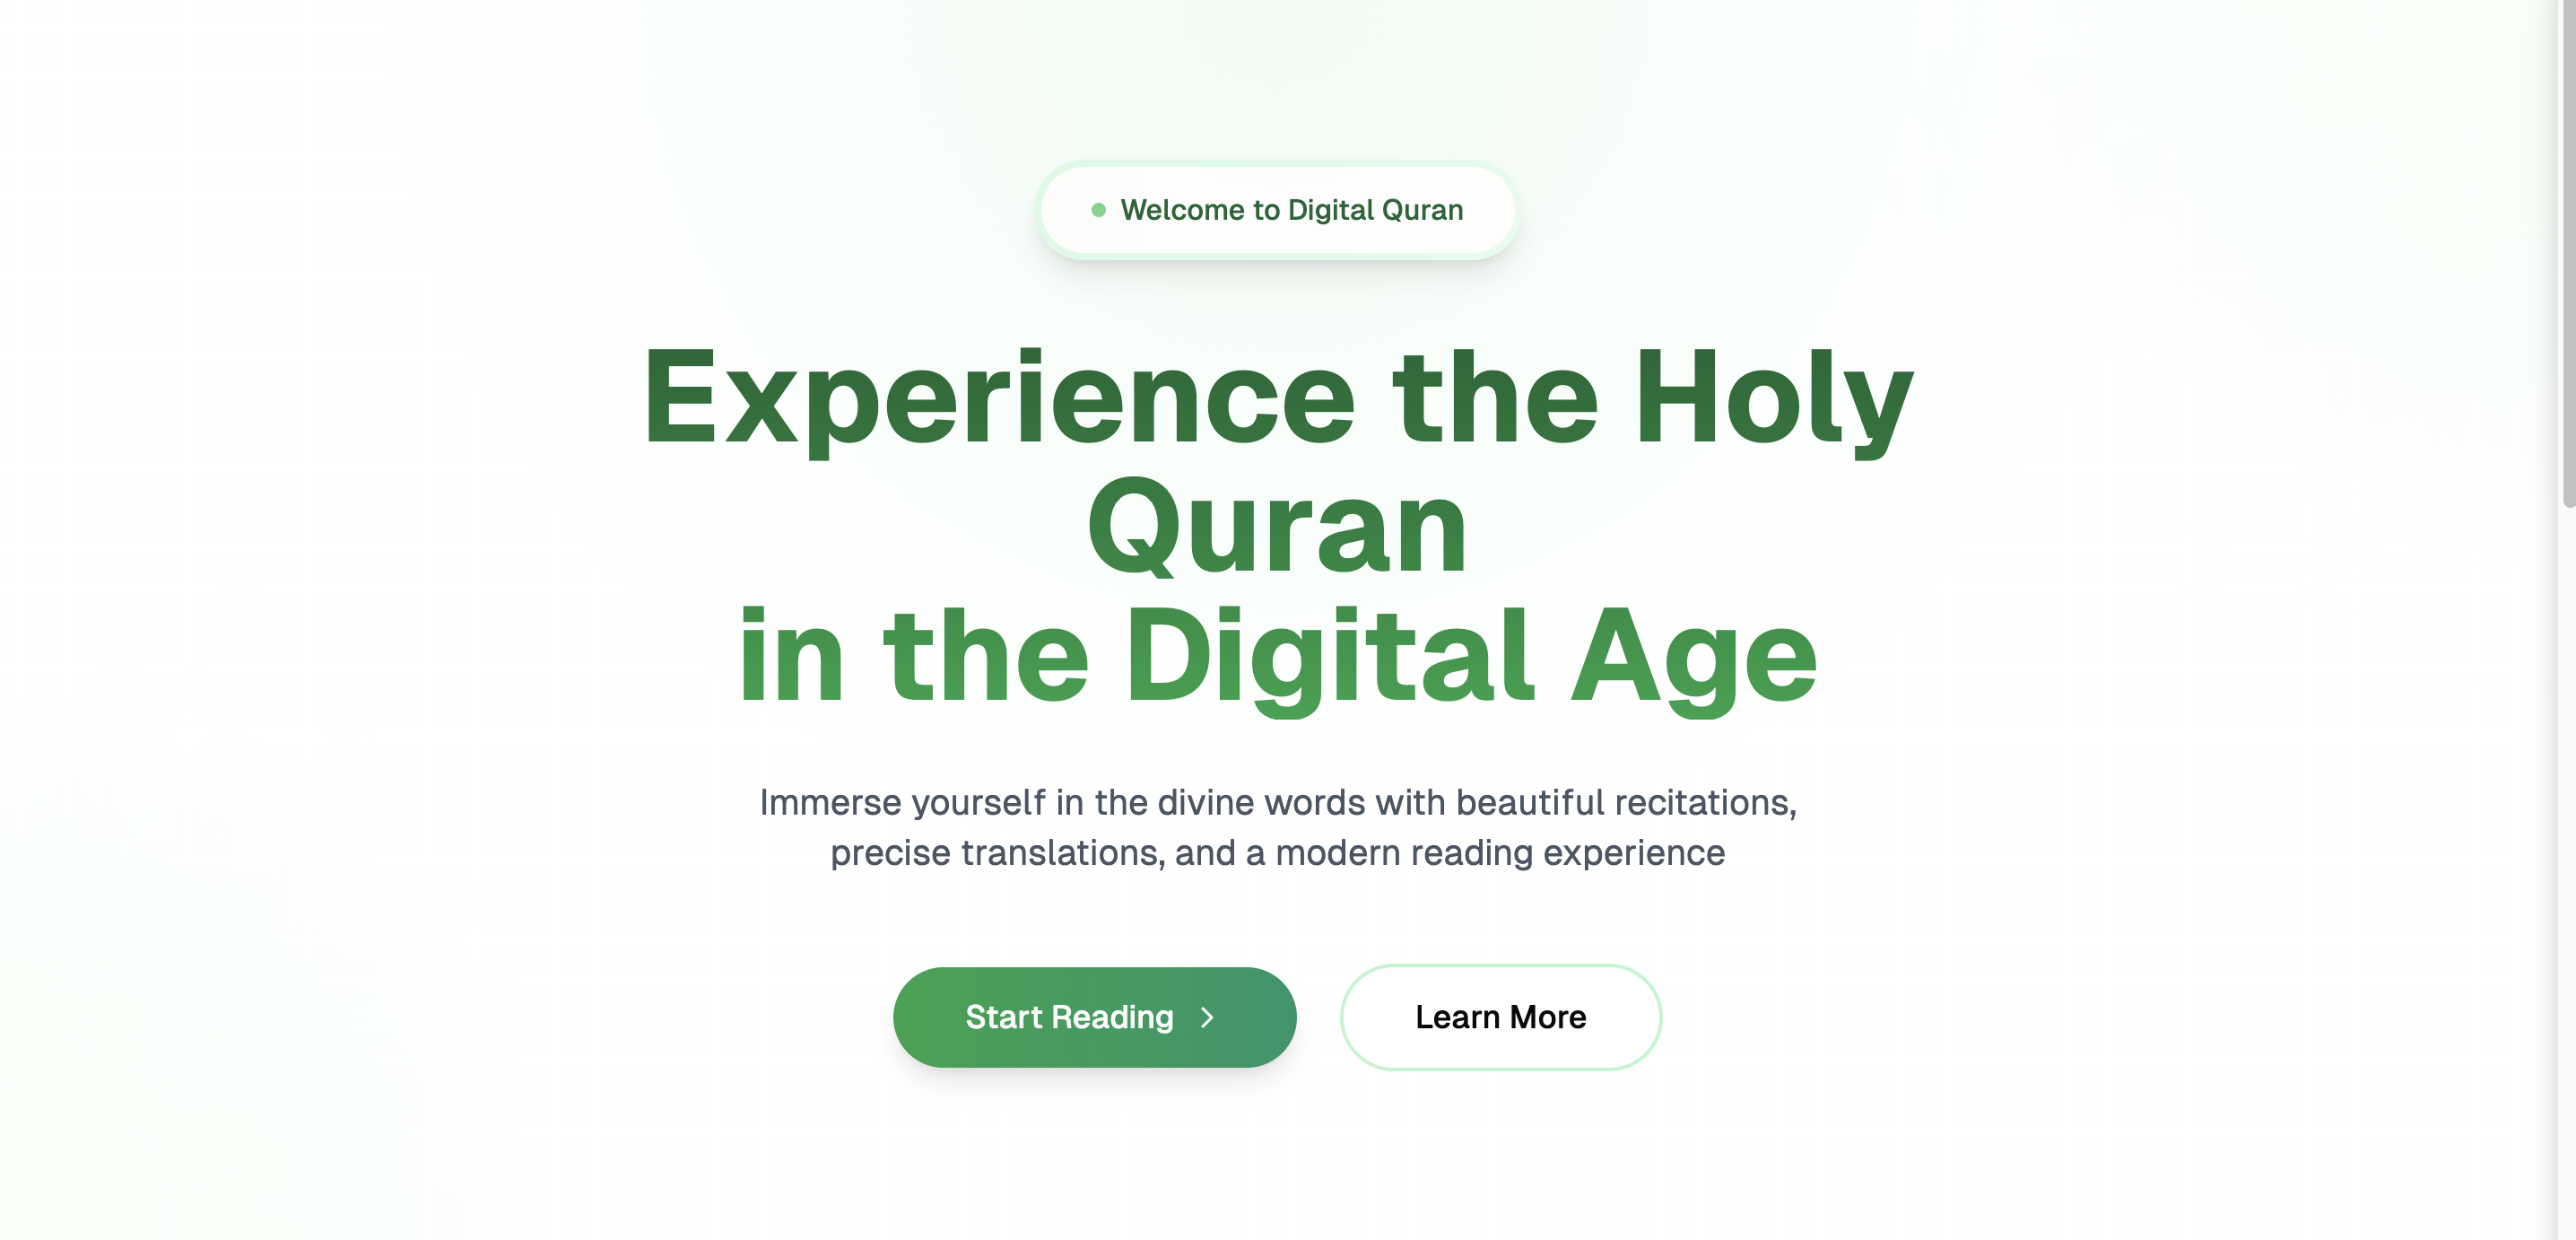 Welcome to Digital Quran
Experience the Holy
Quran
in the Digital Age
Immerse yourself in the divine words with beautiful recitations,
precise translations, and a modern reading experience
Start Reading
Learn More